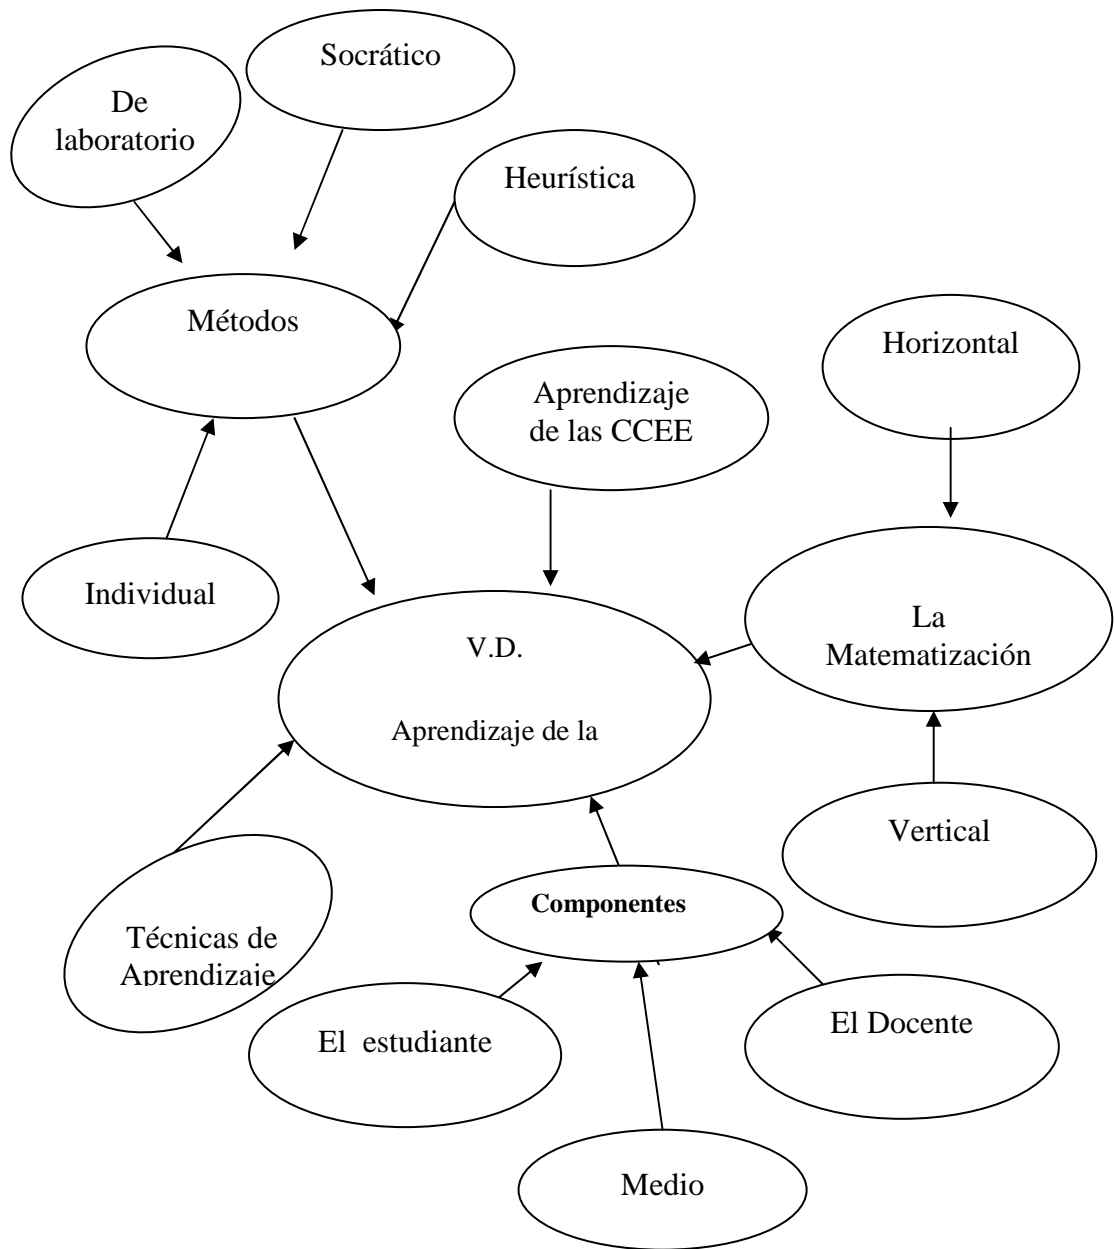 Socrático
De
laboratorio
Heurística
Métodos
Horizontal
Aprendizaje
de las CCEE
Individual
La
Matematización
V.D.
Aprendizaje de la
Vertical
Componentes
Técnicas de
Aprendizaje
El Docente
El estudiante
Medio